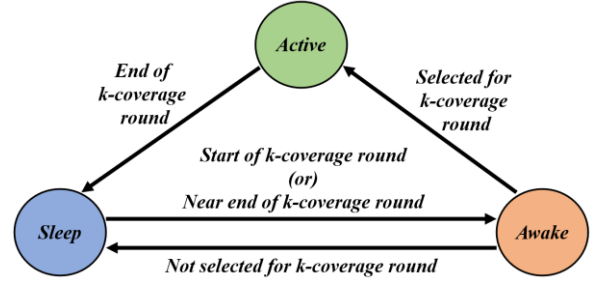 Active
End of
k-coverage
round
Selected for
k-coverage
round
Start of k-coverage round
(or)
Near end of k-coverage round
Sleep
Awake
Not selected for k-coverage round